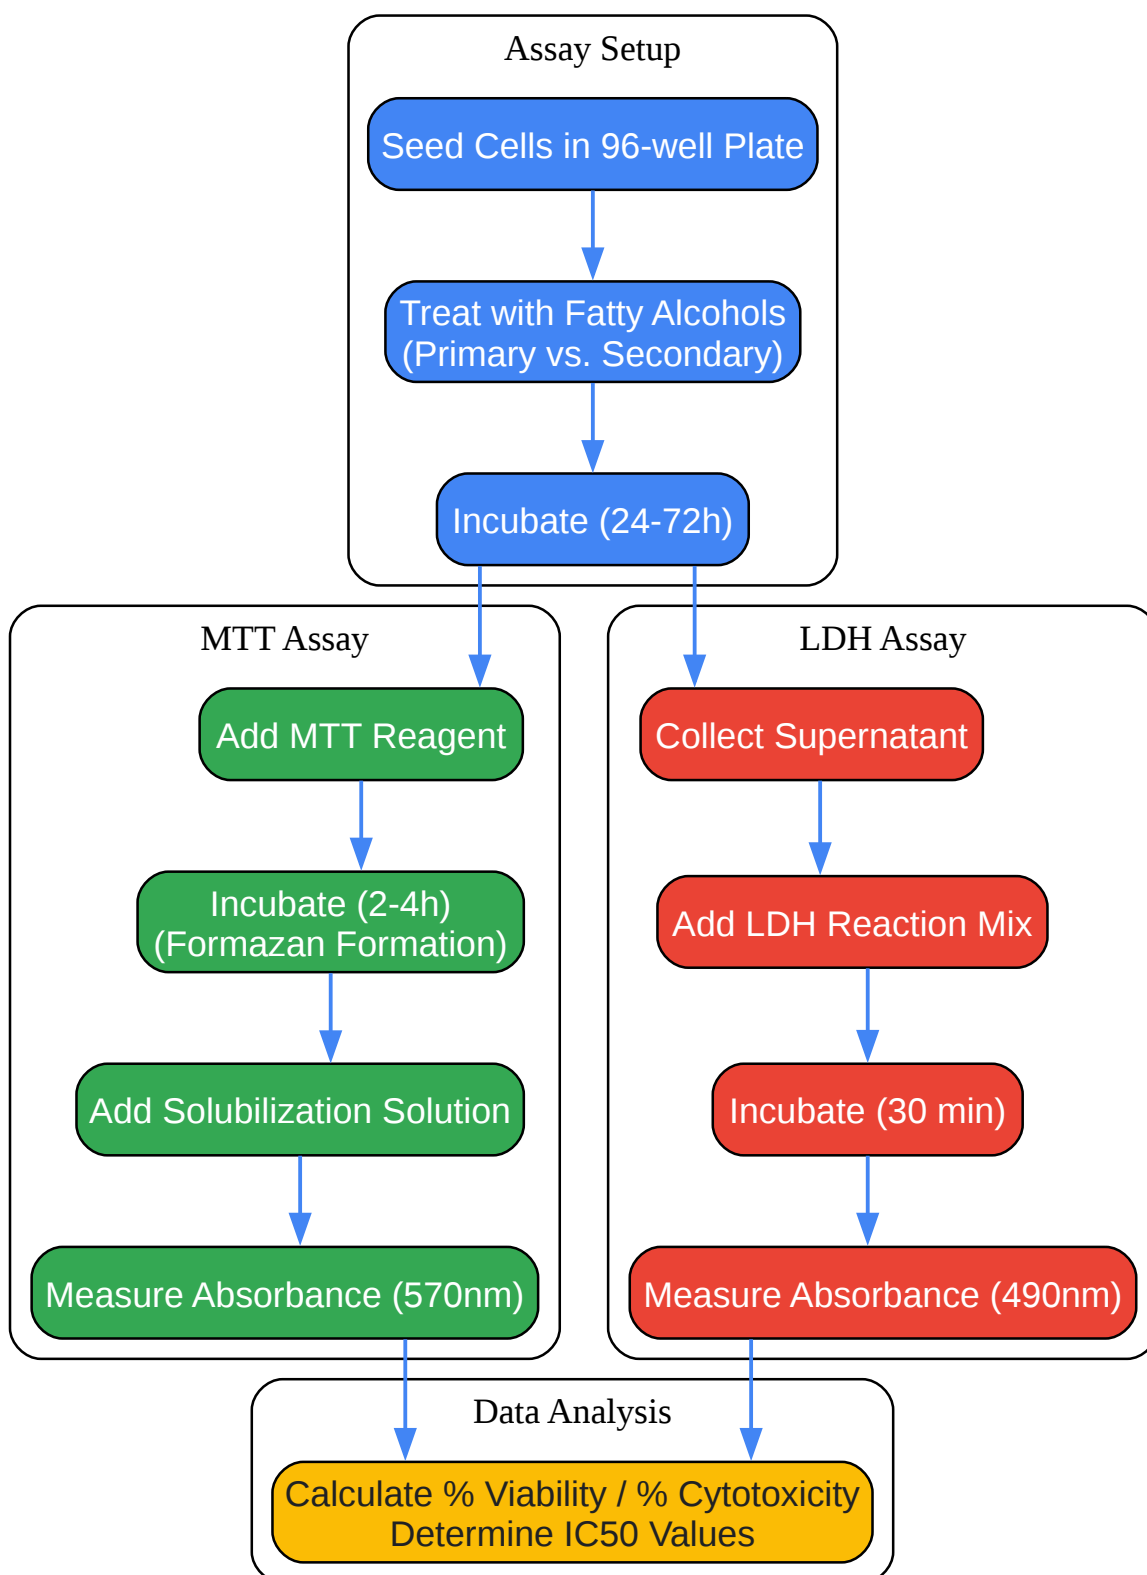 Assay Setup
Seed Cells in 96-well Plate
Treat with Fatty Alcohols
(Primary vs. Secondary)
Incubate (24-72h)
MTT Assay
Add MTT Reagent
Incubate (2-4h)
(Formazan Formation)
Add Solubilization Solution
Measure Absorbance (570nm)
LDH Assay
Collect Supernatant
Add LDH Reaction Mix
Incubate (30 min)
Measure Absorbance (490nm)
Data Analysis
Calculate % Viability / % Cytotoxicity
Determine IC50 Values